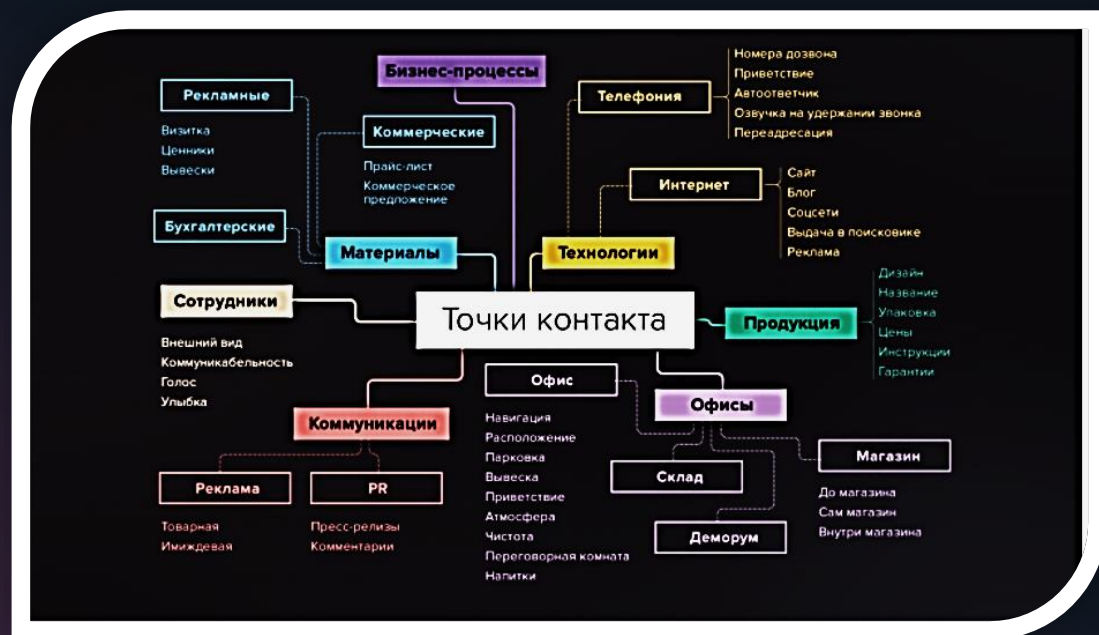 Точки контакта
Бизнес-процессы
Рекламные
Визитка
Ценники
Вывески
Коммерческие
Прайс-лист
Коммерческое
предложение
Бухгалтерские
Материалы
Телефония
Номера дозвона
Приветствие
Автоответчик
Озвучка на удержании звонка
Переадресация
Интернет
Сайт
Блог
Соцсети
Выдача в поисковике
Реклама
Технологии
Сотрудники
Внешний вид
Коммуникабельность
Голос
Улыбка
Продукция
Дизайн
Название
Упаковка
Цены
Инструкции
Гарантии
Коммуникации
Реклама
Товарная
Имиджевая
PR
Пресс-релизы
Комментарии
Офисы
Офис
Навигация
Расположение
Парковка
Вывеска
Приветствие
Атмосфера
Чистота
Переговорная комната
Напитки
Склад
Деморум
Магазин
До магазина
Сам магазин
Внутри магазина